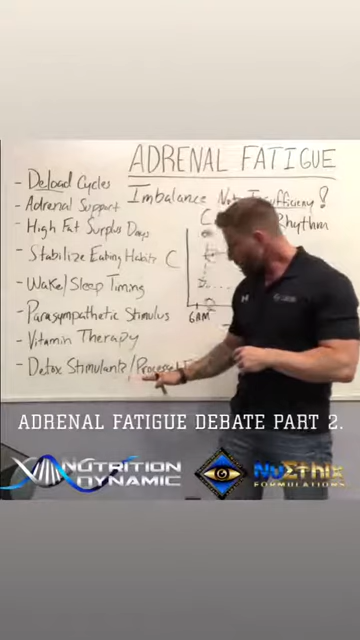 ADRENAL FATIGUE
Imbalance Not Insufficiency!
- Deload Cycles
- Adrenal Support
- High Fat Surplus Days
- Stabilize Eating Habits
- Wake/Sleep Timing
- Parasympathetic Stimulus
- Vitamin Therapy
- Detox Stimulants/Processed
C Rhythm
C
6AM
ADRENAL FATIGUE DEBATE PART 2.
NUTRITION
DYNAMIC
NUETHIX
FORMULATIONS